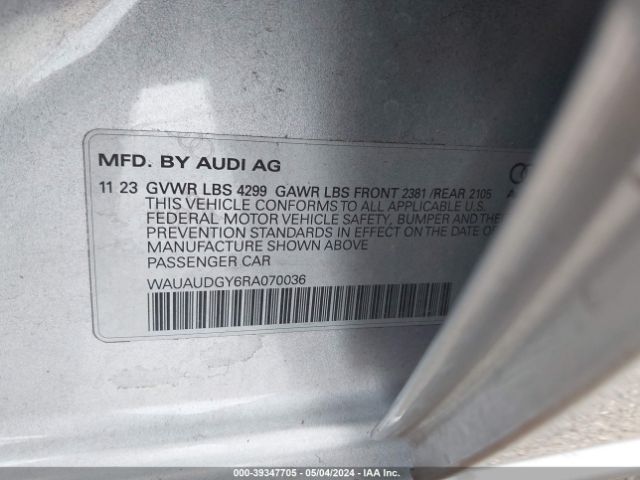 MFD. BY AUDI AG
11 23 GVWR LBS 4299 GAWR LBS FRONT 2381 /REAR 2105
THIS VEHICLE CONFORMS TO ALL APPLICABLE U.S.
FEDERAL MOTOR VEHICLE SAFETY, BUMPER AND THE
PREVENTION STANDARDS IN EFFECT ON THE DATE OF
MANUFACTURE SHOWN ABOVE
PASSENGER CAR
WAUAUDGY6RA070036
000-39347705 - 05/04/2024 - IAA Inc.